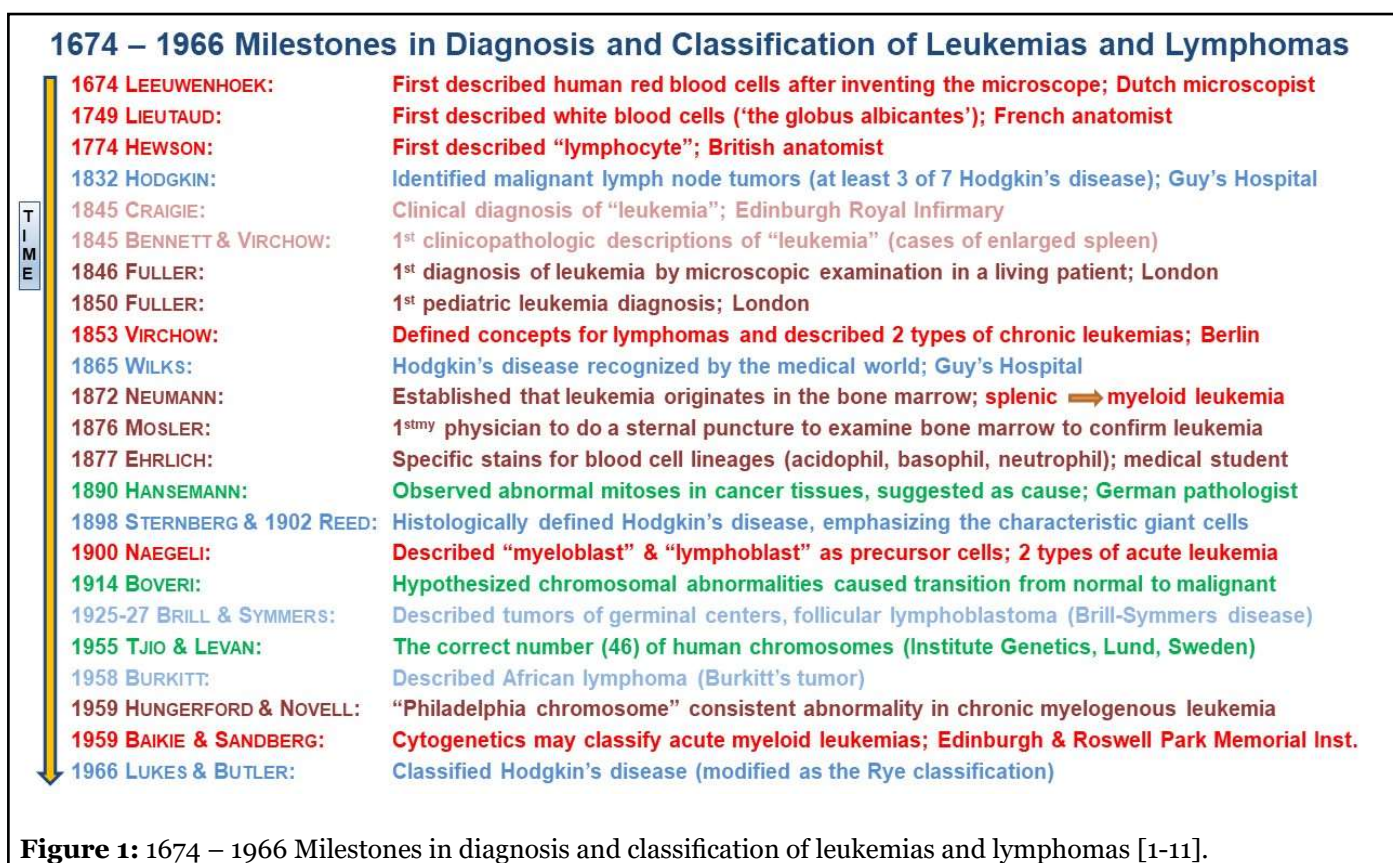 1674 – 1966 Milestones in Diagnosis and Classification of Leukemias and Lymphomas
TIME
1674 LEEUWENHOEK: First described human red blood cells after inventing the microscope; Dutch microscopist
1749 LIEUTAUD: First described white blood cells (‘the globus albicantes’); French anatomist
1774 HEWSON: First described “lymphocyte”; British anatomist
1832 HODGKIN: Identified malignant lymph node tumors (at least 3 of 7 Hodgkin’s disease); Guy’s Hospital
1845 CRAIGIE: Clinical diagnosis of “leukemia”; Edinburgh Royal Infirmary
1845 BENNETT & VIRCHOW: 1st clinicopathologic descriptions of “leukemia” (cases of enlarged spleen)
1846 FULLER: 1st diagnosis of leukemia by microscopic examination in a living patient; London
1850 FULLER: 1st pediatric leukemia diagnosis; London
1853 VIRCHOW: Defined concepts for lymphomas and described 2 types of chronic leukemias; Berlin
1865 WILKS: Hodgkin’s disease recognized by the medical world; Guy’s Hospital
1872 NEUMANN: Established that leukemia originates in the bone marrow; splenic ➡ myeloid leukemia
1876 MOSLER: 1stmy physician to do a sternal puncture to examine bone marrow to confirm leukemia
1877 EHRLICH: Specific stains for blood cell lineages (acidophil, basophil, neutrophil); medical student
1890 HANSEMANN: Observed abnormal mitoses in cancer tissues, suggested as cause; German pathologist
1898 STERNBERG & 1902 REED: Histologically defined Hodgkin’s disease, emphasizing the characteristic giant cells
1900 NAEGELI: Described “myeloblast” & “lymphoblast” as precursor cells; 2 types of acute leukemia
1914 BOVERI: Hypothesized chromosomal abnormalities caused transition from normal to malignant
1925-27 BRILL & SYMMERS: Described tumors of germinal centers, follicular lymphoblastoma (Brill-Symmers disease)
1955 TJIO & LEVAN: The correct number (46) of human chromosomes (Institute Genetics, Lund, Sweden)
1958 BURKITT: Described African lymphoma (Burkitt’s tumor)
1959 HUNGERFORD & NOVELL: “Philadelphia chromosome” consistent abnormality in chronic myelogenous leukemia
1959 BAIKIE & SANDBERG: Cytogenetics may classify acute myeloid leukemias; Edinburgh & Roswell Park Memorial Inst.
1966 LUKES & BUTLER: Classified Hodgkin’s disease (modified as the Rye classification)
Figure 1: 1674 – 1966 Milestones in diagnosis and classification of leukemias and lymphomas [1-11].